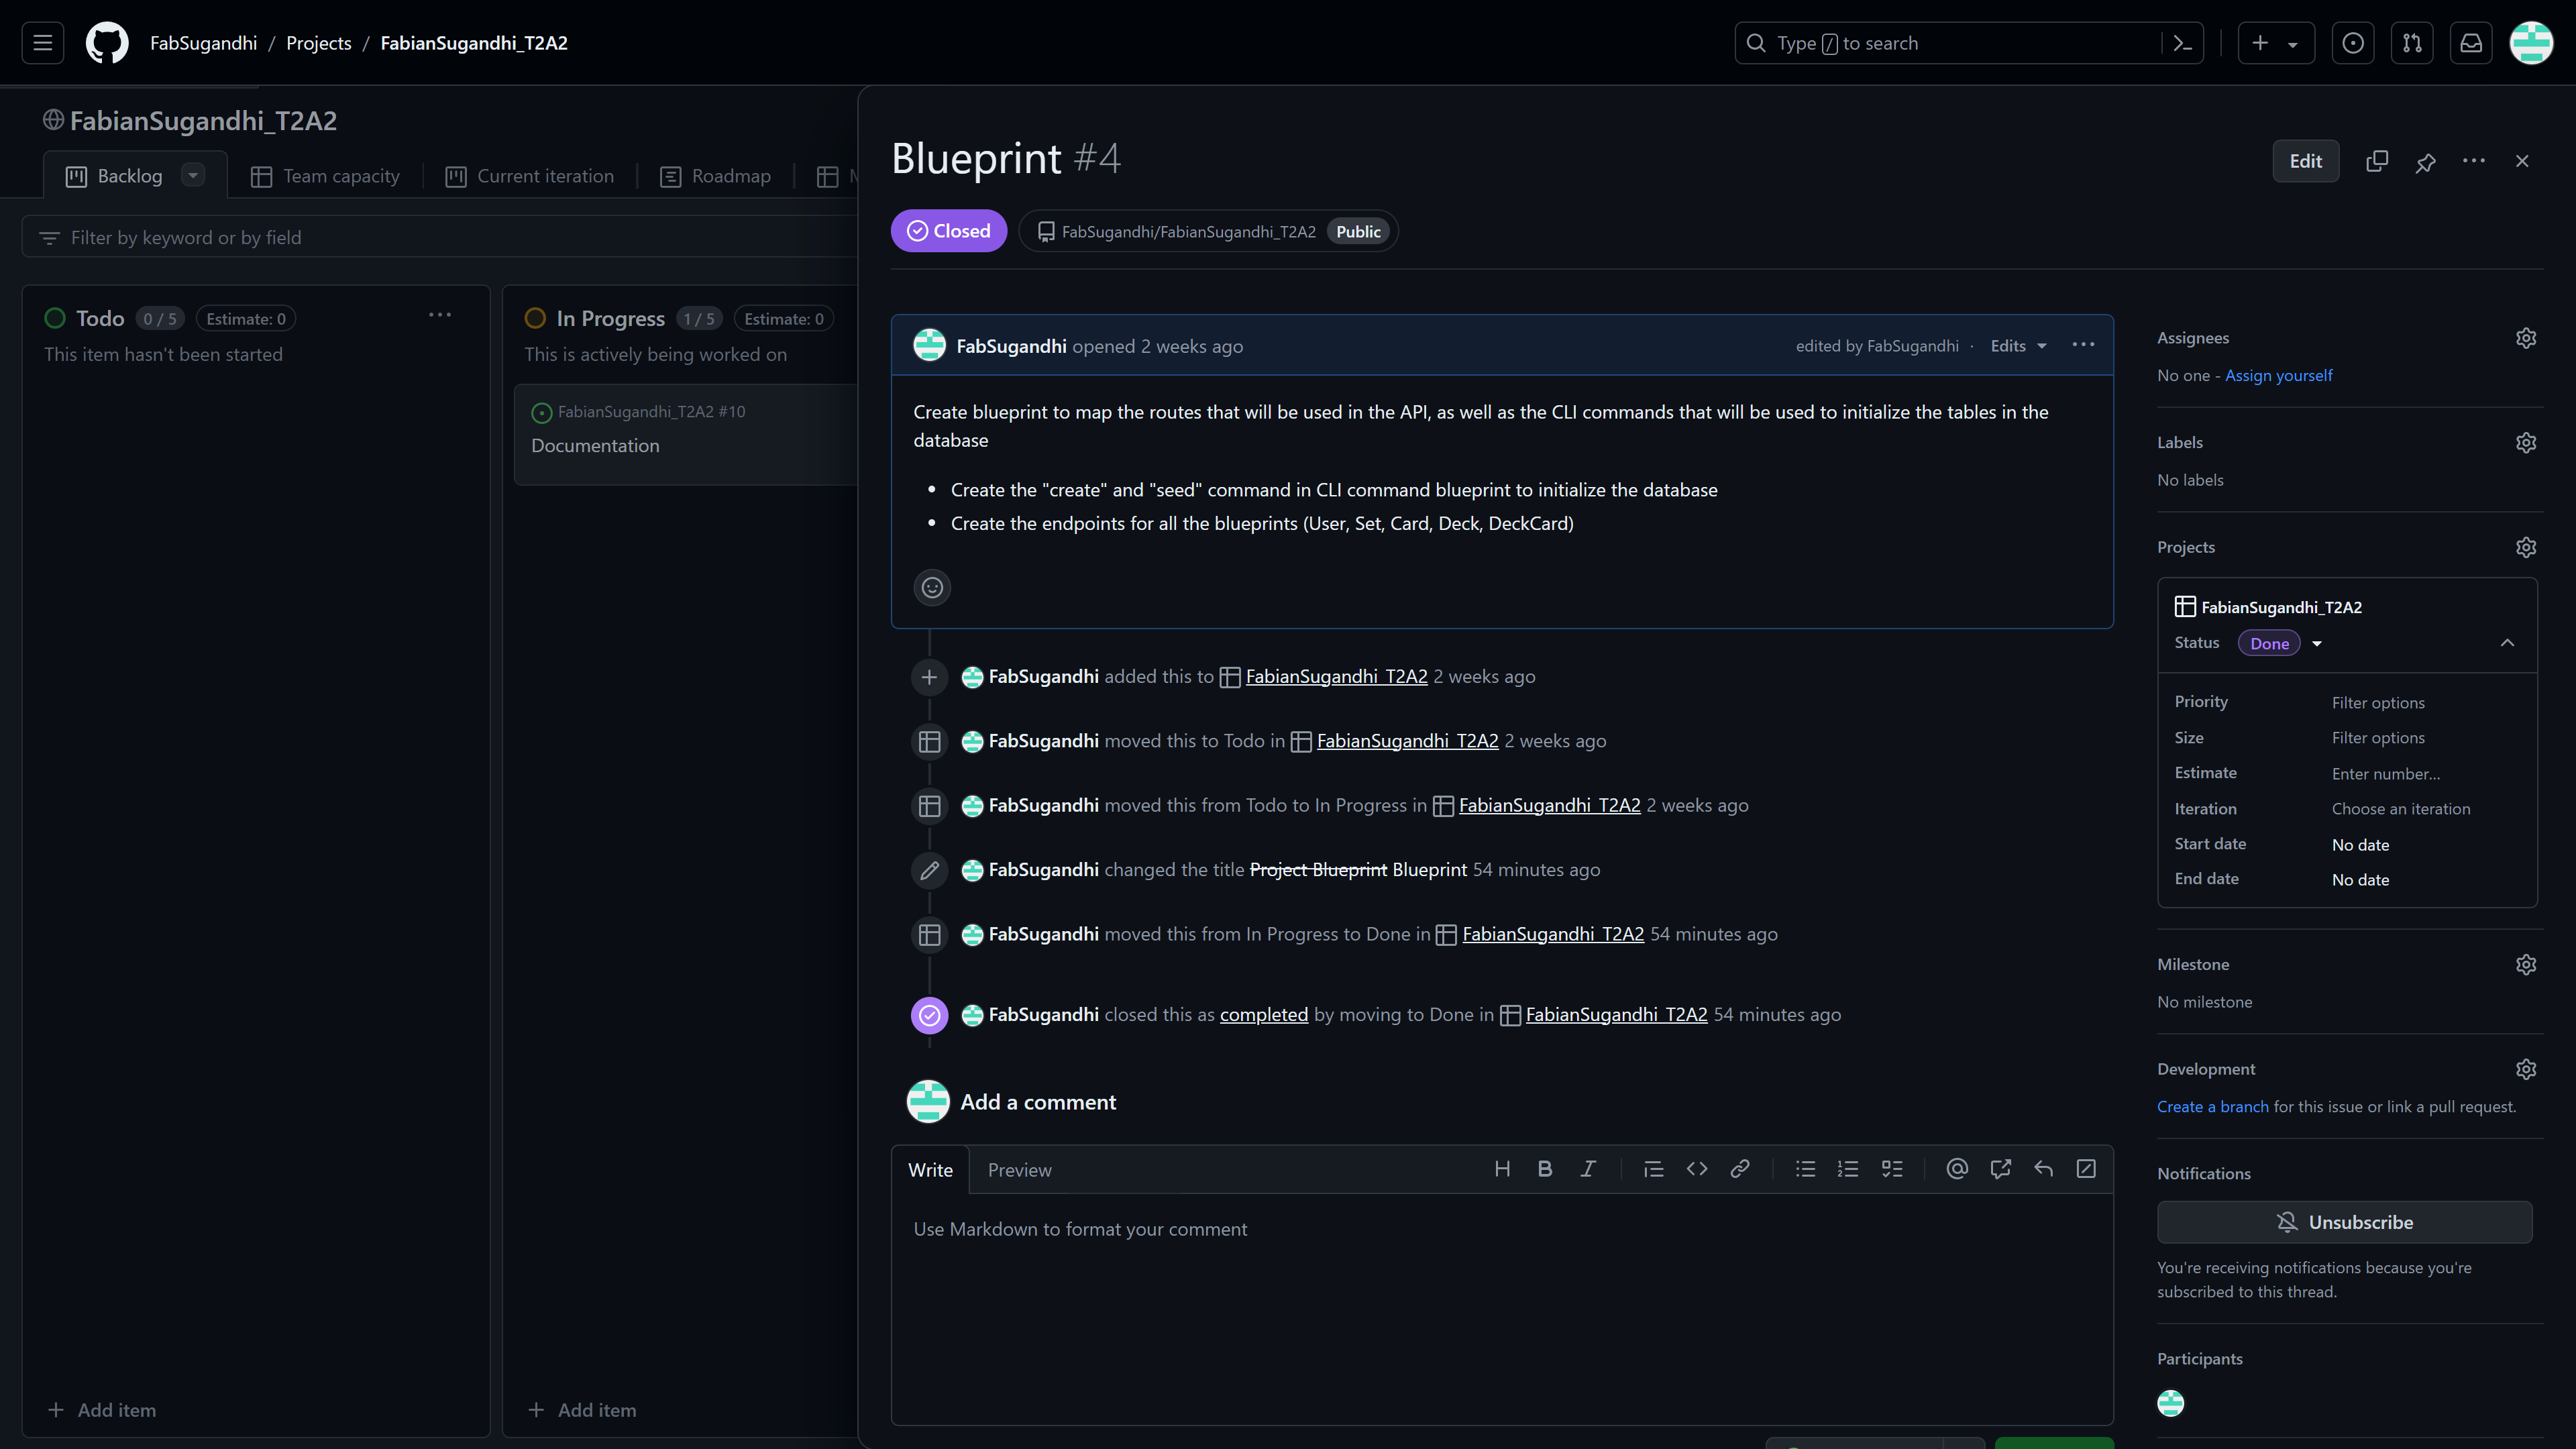 FabSugandhi / Projects / FabianSugandhi_T2A2
Type / to search
FabianSugandhi_T2A2
Backlog
Team capacity
Current iteration
Roadmap
Filter by keyword or by field
Todo 0 / 5 Estimate: 0
This item hasn't been started
Add item
In Progress 1 / 5 Estimate: 0
This is actively being worked on
FabianSugandhi_T2A2 #10
Documentation
Add item
Blueprint #4
Edit
Closed
FabSugandhi/FabianSugandhi_T2A2 Public
FabSugandhi opened 2 weeks ago
edited by FabSugandhi · Edits
Create blueprint to map the routes that will be used in the API, as well as the CLI commands that will be used to initialize the tables in the
database
• Create the "create" and "seed" command in CLI command blueprint to initialize the database
• Create the endpoints for all the blueprints (User, Set, Card, Deck, DeckCard)
FabSugandhi added this to FabianSugandhi_T2A2 2 weeks ago
FabSugandhi moved this to Todo in FabianSugandhi_T2A2 2 weeks ago
FabSugandhi moved this from Todo to In Progress in FabianSugandhi_T2A2 2 weeks ago
FabSugandhi changed the title Project Blueprint Blueprint 54 minutes ago
FabSugandhi moved this from In Progress to Done in FabianSugandhi_T2A2 54 minutes ago
FabSugandhi closed this as completed by moving to Done in FabianSugandhi_T2A2 54 minutes ago
Add a comment
Write
Preview
Use Markdown to format your comment
Assignees
No one - Assign yourself
Labels
No labels
Projects
FabianSugandhi_T2A2
Status Done
Priority Filter options
Size Filter options
Estimate Enter number...
Iteration Choose an iteration
Start date No date
End date No date
Milestone
No milestone
Development
Create a branch for this issue or link a pull request.
Notifications
Unsubscribe
You're receiving notifications because you're
subscribed to this thread.
Participants